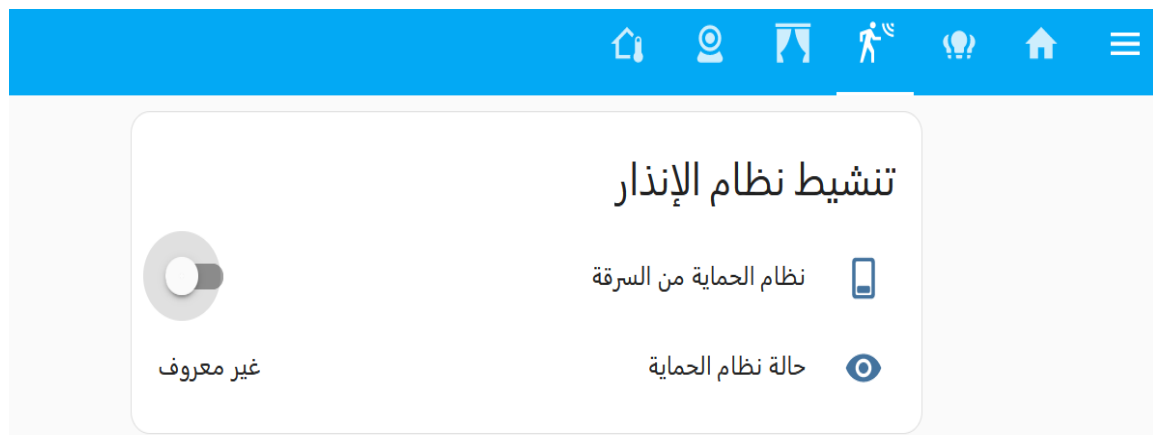 تنشيط نظام الإنذار
نظام الحماية من السرقة
حالة نظام الحماية
غير معروف